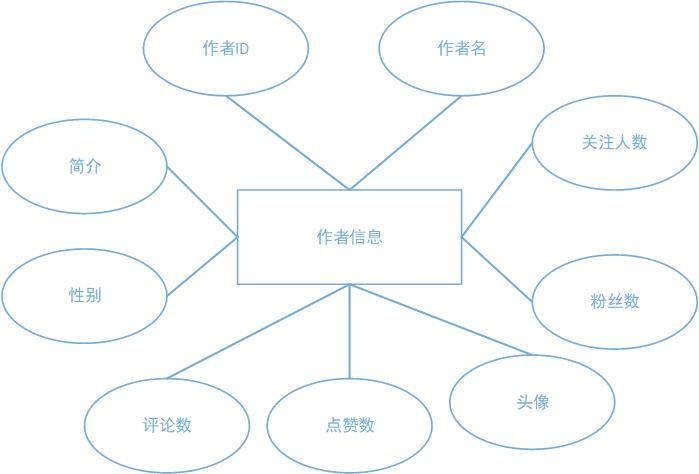 作者ID
作者名
关注人数
简介
作者信息
性别
粉丝数
头像
评论数
点赞数